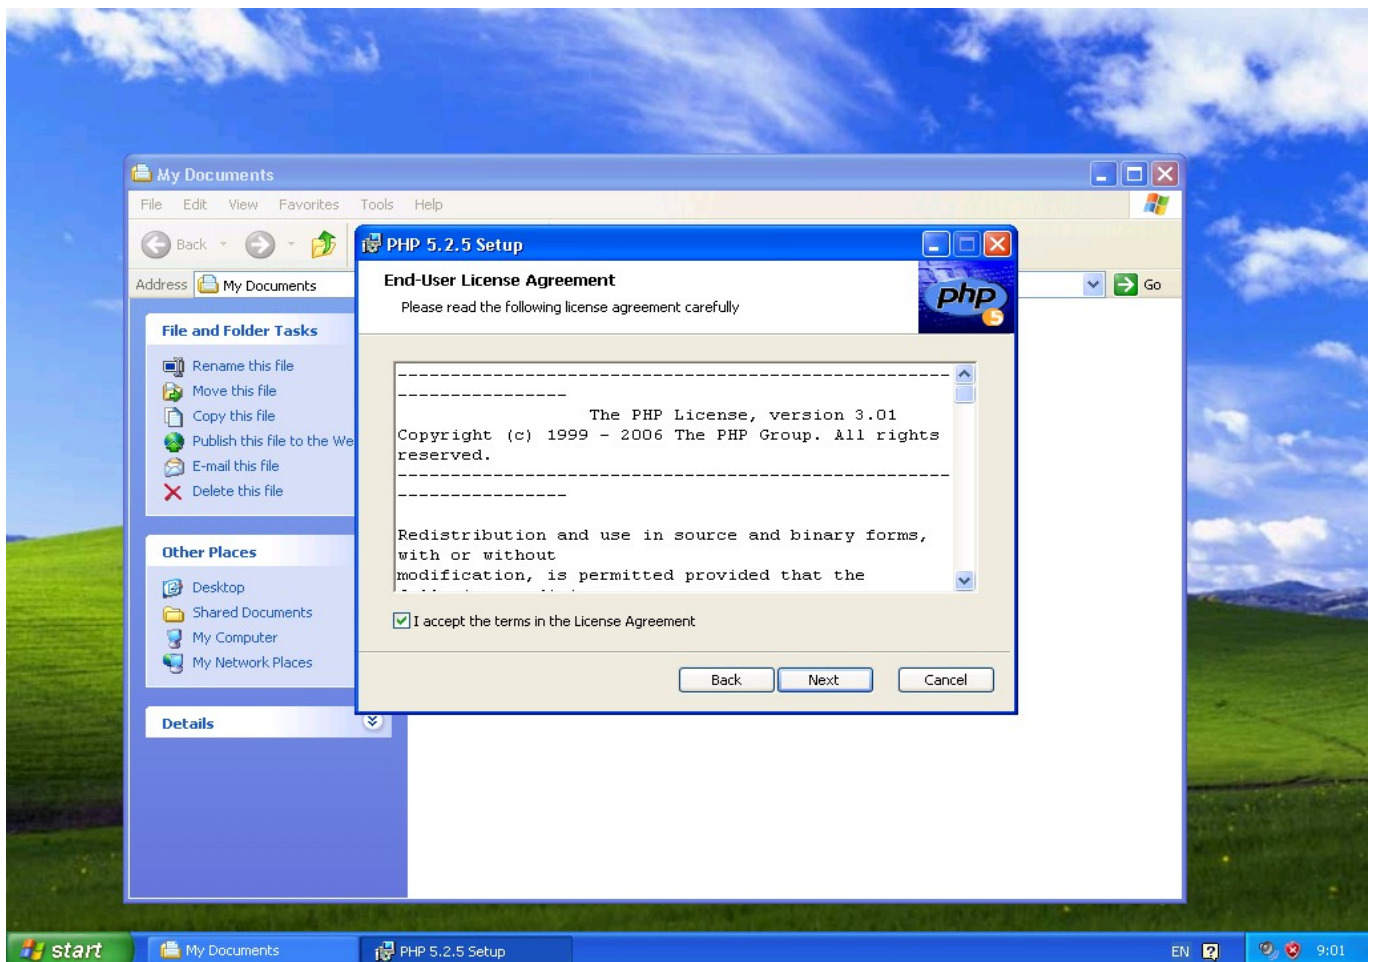 My Documents
File Edit View Favorites Tools Help
Back
Address My Documents
Go
File and Folder Tasks
Rename this file
Move this file
Copy this file
Publish this file to the We
E-mail this file
Delete this file
Other Places
Desktop
Shared Documents
My Computer
My Network Places
Details
PHP 5.2.5 Setup
End-User License Agreement
Please read the following license agreement carefully
php
5
----------------------------------------------------
----------------
The PHP License, version 3.01
Copyright (c) 1999 - 2006 The PHP Group. All rights
reserved.
----------------------------------------------------
----------------
Redistribution and use in source and binary forms,
with or without
modification, is permitted provided that the
I accept the terms in the License Agreement
Back Next Cancel
start My Documents PHP 5.2.5 Setup EN ? 9:01